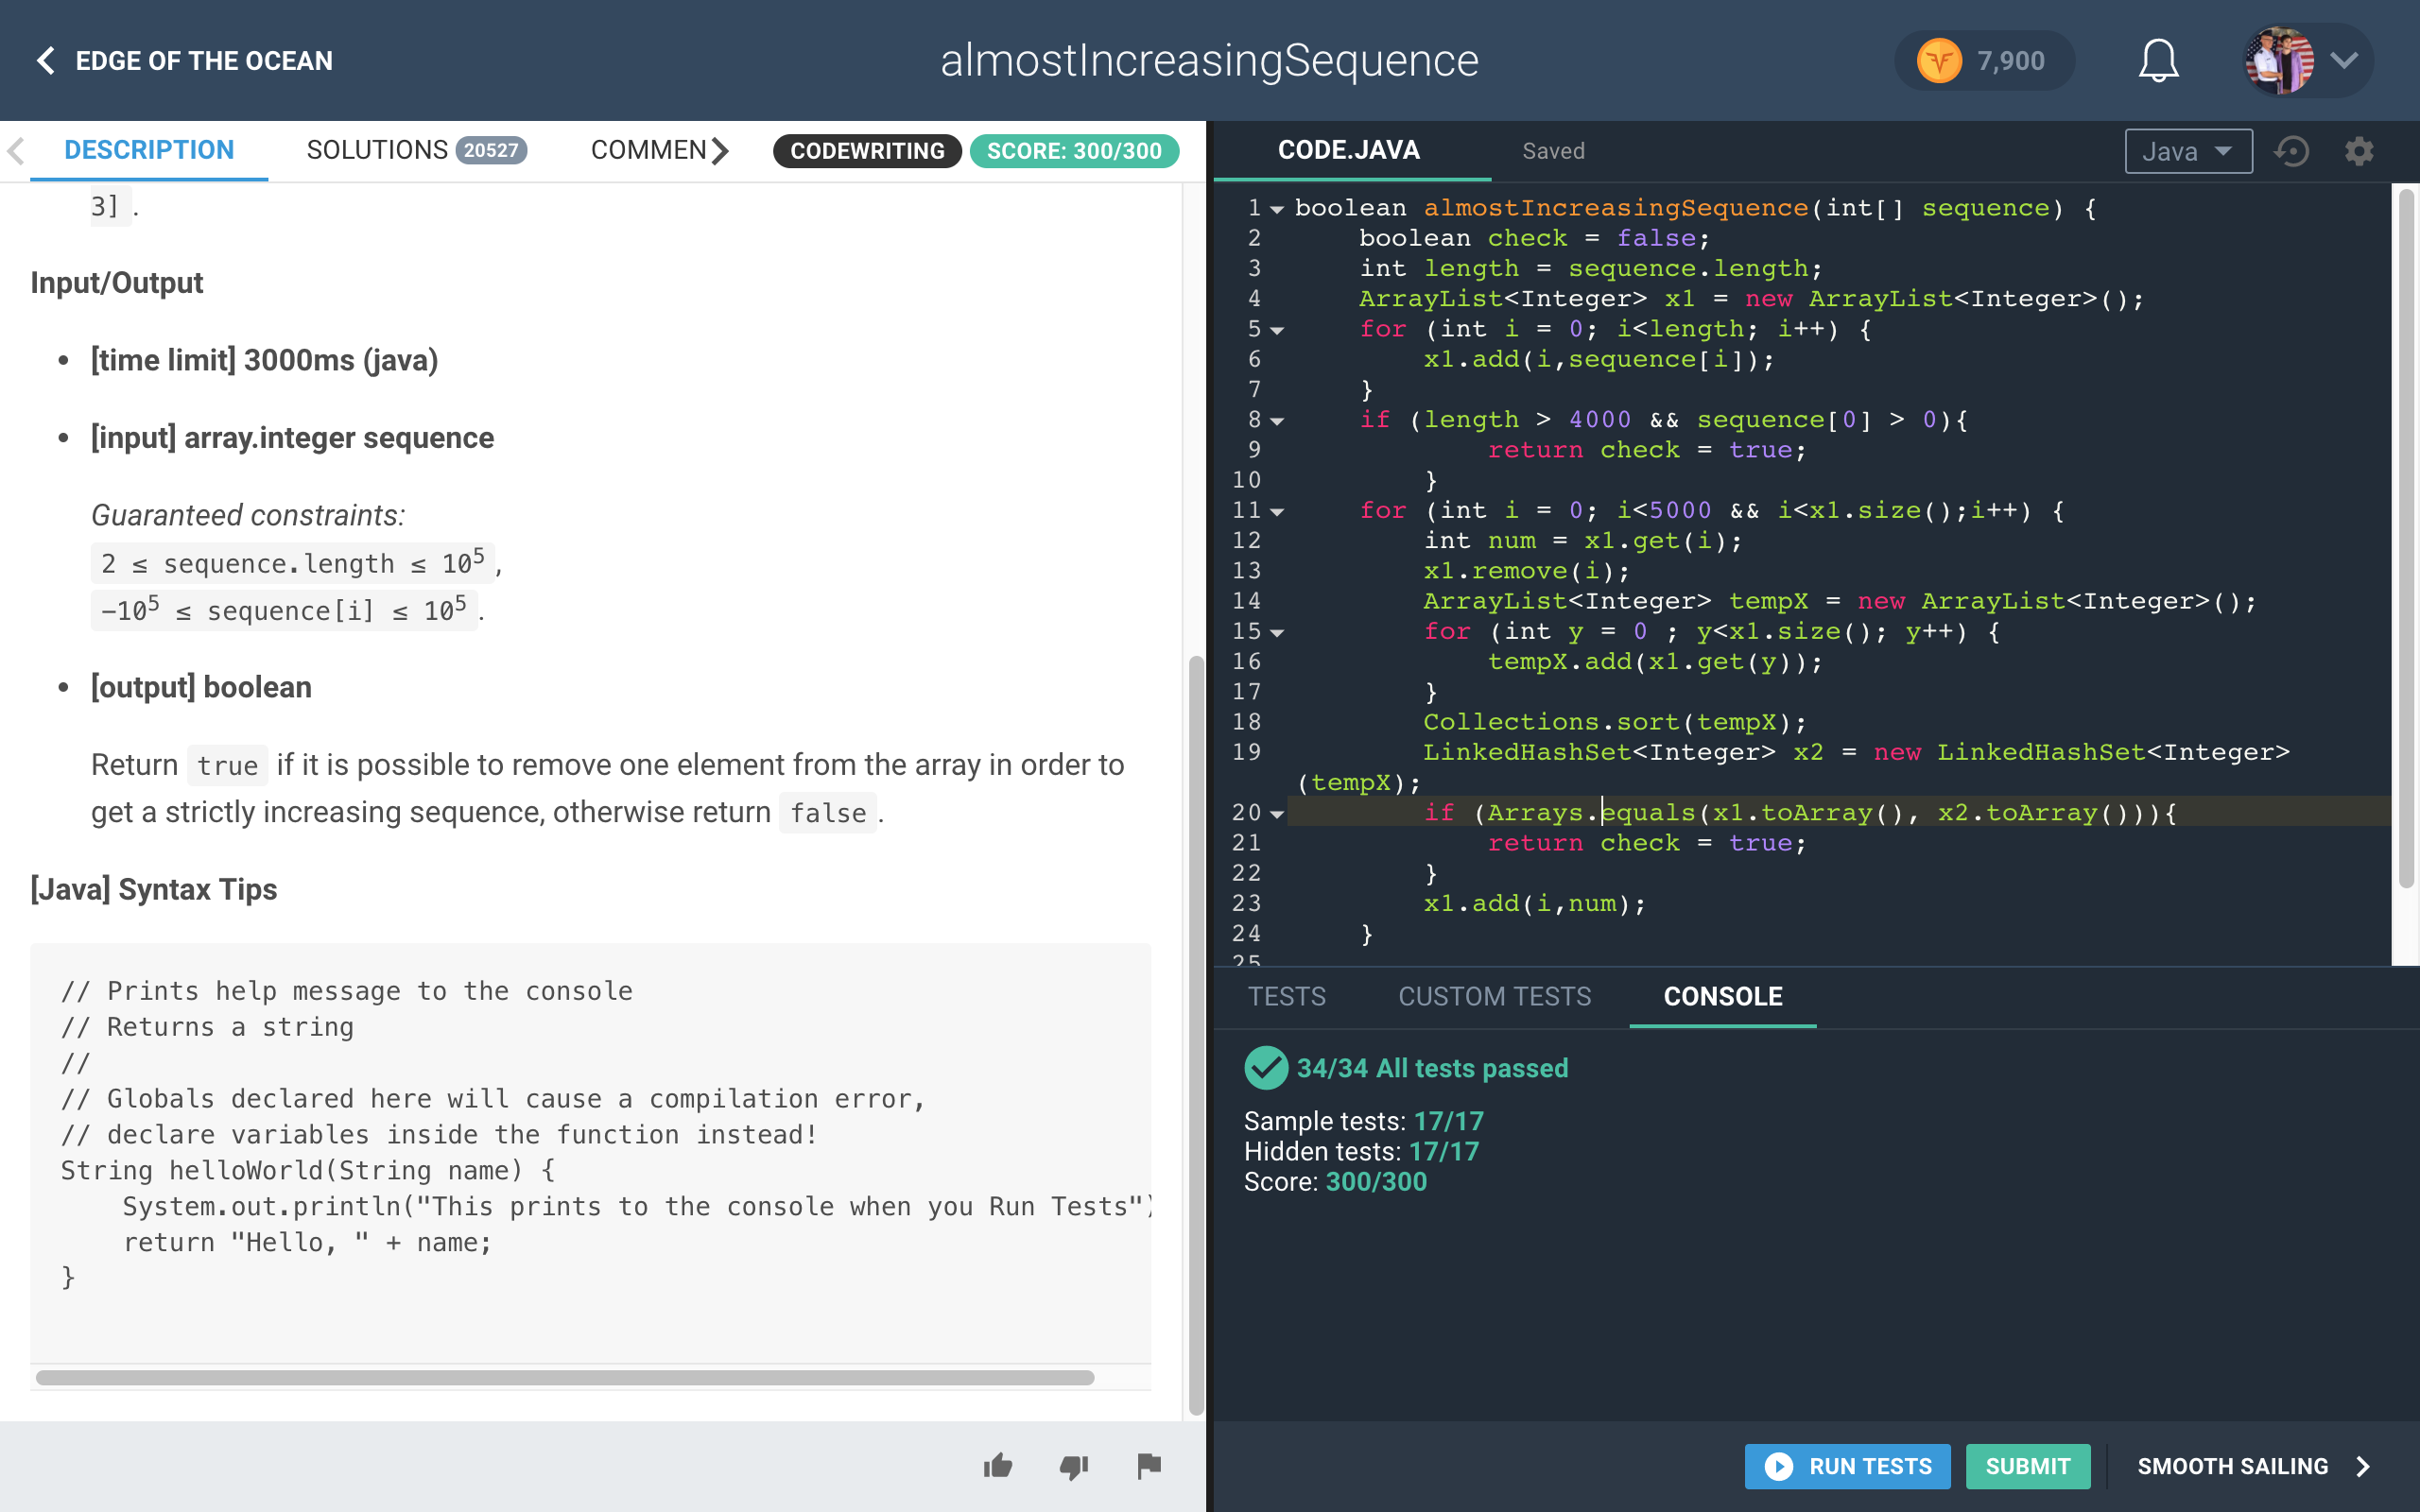 EDGE OF THE OCEAN
almostIncreasingSequence
7,900
DESCRIPTION
SOLUTIONS 20527
COMMEN
CODEWRITING
SCORE: 300/300
3] .
Input/Output
• [time limit] 3000ms (java)
• [input] array.integer sequence
Guaranteed constraints:
2 ≤ sequence.length ≤ 10⁵,
−10⁵ ≤ sequence[i] ≤ 10⁵.
• [output] boolean
Return true if it is possible to remove one element from the array in order to
get a strictly increasing sequence, otherwise return false.
[Java] Syntax Tips
// Prints help message to the console
// Returns a string
//
// Globals declared here will cause a compilation error,
// declare variables inside the function instead!
String helloWorld(String name) {
    System.out.println("This prints to the console when you Run Tests")
    return "Hello, " + name;
}
CODE.JAVA
Saved
Java
1 boolean almostIncreasingSequence(int[] sequence) {
2     boolean check = false;
3     int length = sequence.length;
4     ArrayList<Integer> x1 = new ArrayList<Integer>();
5     for (int i = 0; i<length; i++) {
6         x1.add(i,sequence[i]);
7     }
8     if (length > 4000 && sequence[0] > 0){
9             return check = true;
10         }
11     for (int i = 0; i<5000 && i<x1.size();i++) {
12         int num = x1.get(i);
13         x1.remove(i);
14         ArrayList<Integer> tempX = new ArrayList<Integer>();
15         for (int y = 0 ; y<x1.size(); y++) {
16             tempX.add(x1.get(y));
17         }
18         Collections.sort(tempX);
19         LinkedHashSet<Integer> x2 = new LinkedHashSet<Integer>
(tempX);
20         if (Arrays.equals(x1.toArray(), x2.toArray())){
21             return check = true;
22         }
23         x1.add(i,num);
24     }
25
TESTS
CUSTOM TESTS
CONSOLE
34/34 All tests passed
Sample tests: 17/17
Hidden tests: 17/17
Score: 300/300
RUN TESTS
SUBMIT
SMOOTH SAILING